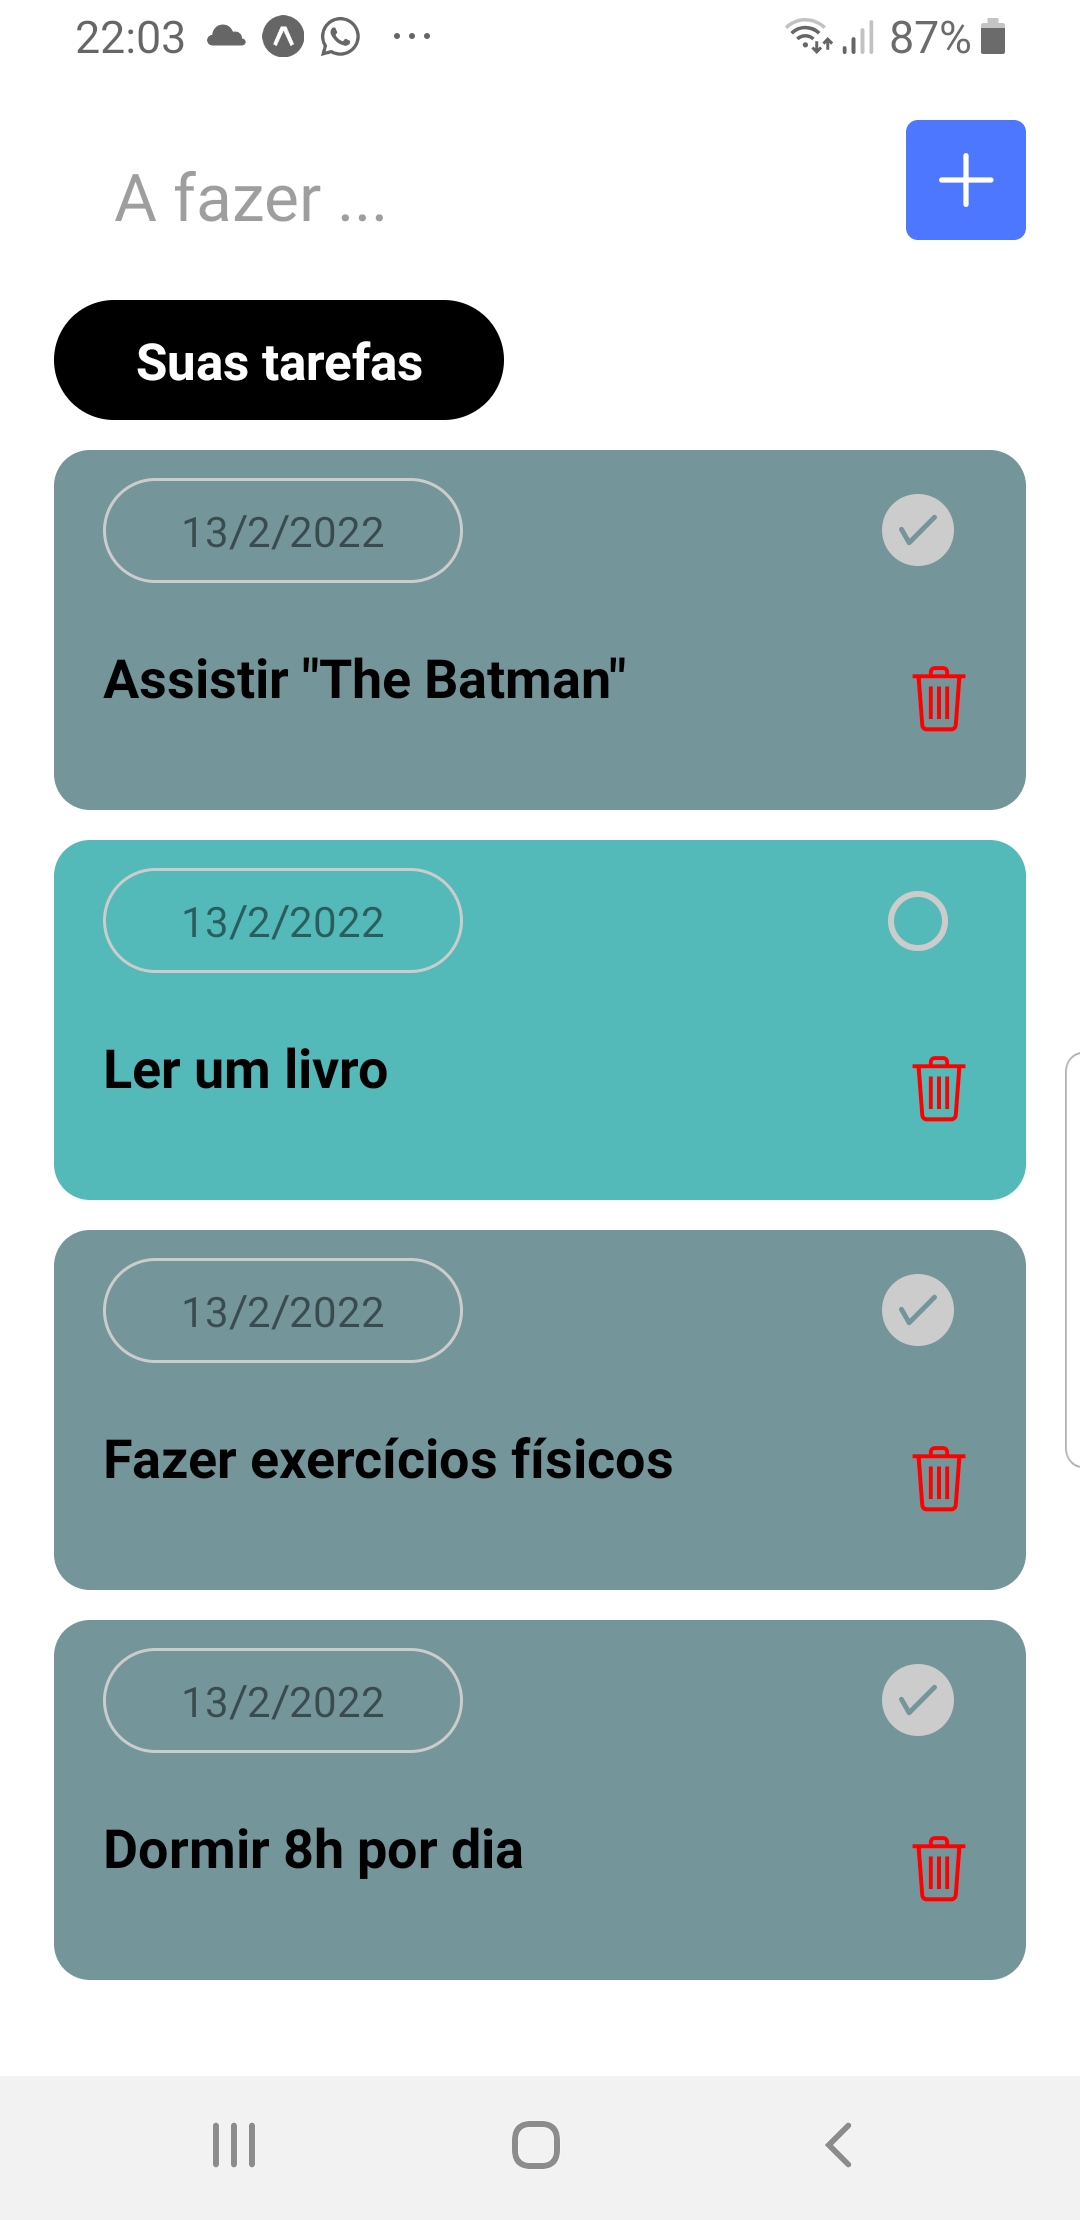 22:03 ... 87%
A fazer ...
Suas tarefas
13/2/2022
Assistir "The Batman"
13/2/2022
Ler um livro
13/2/2022
Fazer exercícios físicos
13/2/2022
Dormir 8h por dia